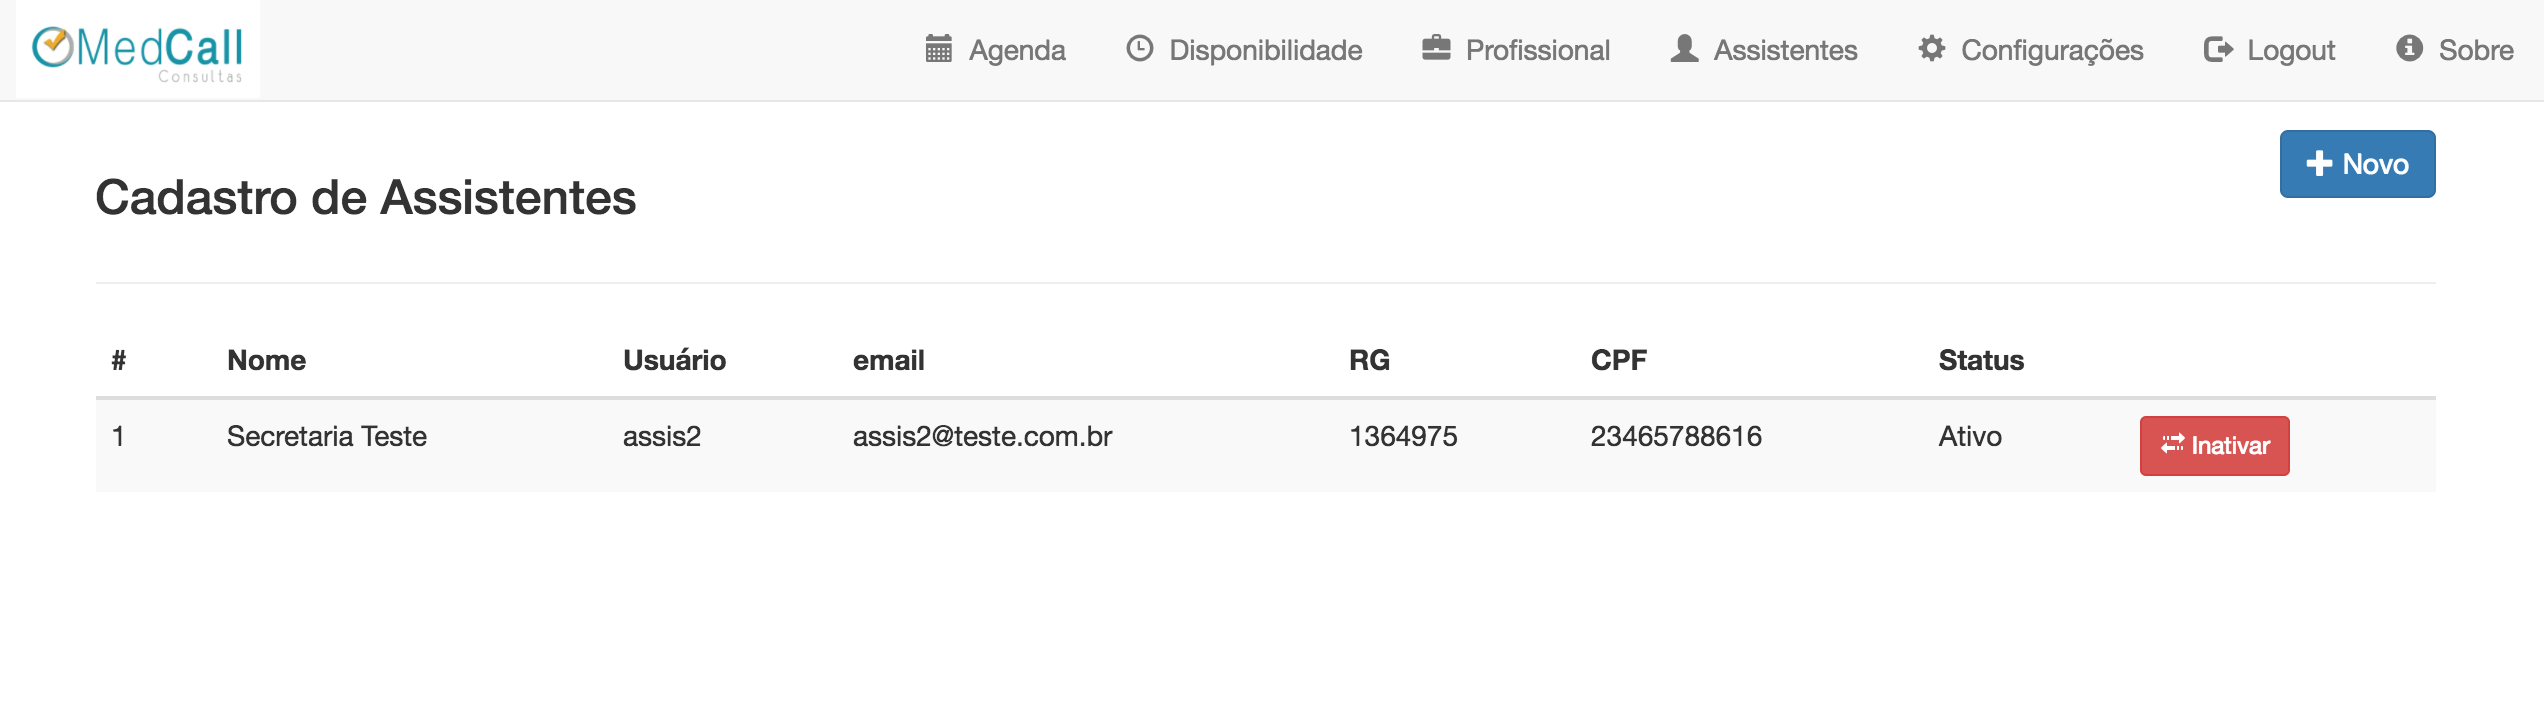 MedCall
Consultas
Agenda Disponibilidade Profissional Assistentes Configurações Logout Sobre
Novo
Cadastro de Assistentes
# Nome Usuário email RG CPF Status
1 Secretaria Teste assis2 assis2@teste.com.br 1364975 23465788616 Ativo Inativar